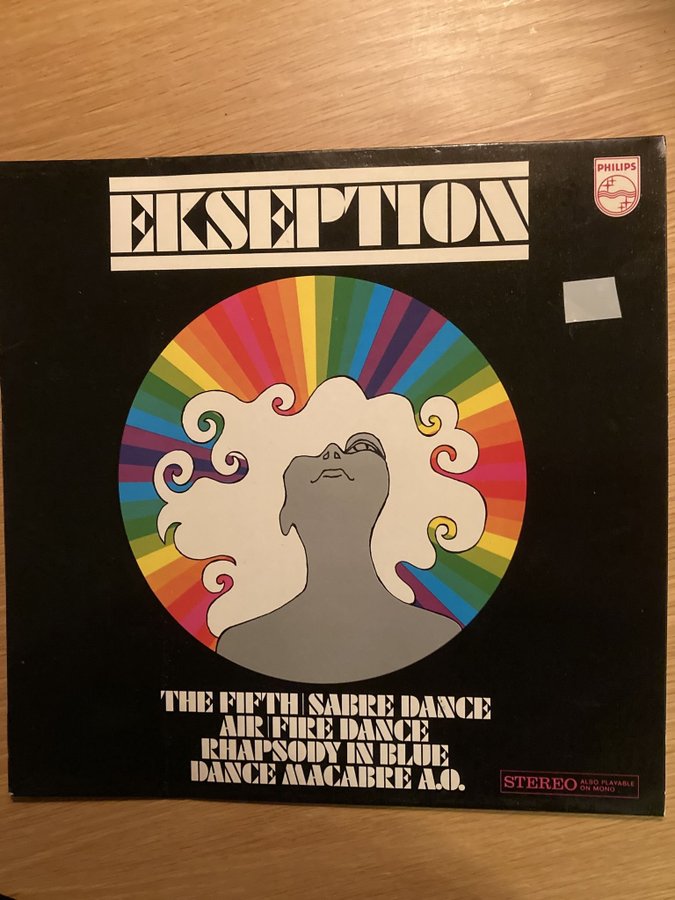 EKSEPTION
PHILIPS
THE FIFTH | SABRE DANCE
AIR | FIRE DANCE
RHAPSODY IN BLUE
DANCE MACABRE A.O.
STEREO ALSO PLAYABLE
ON MONO